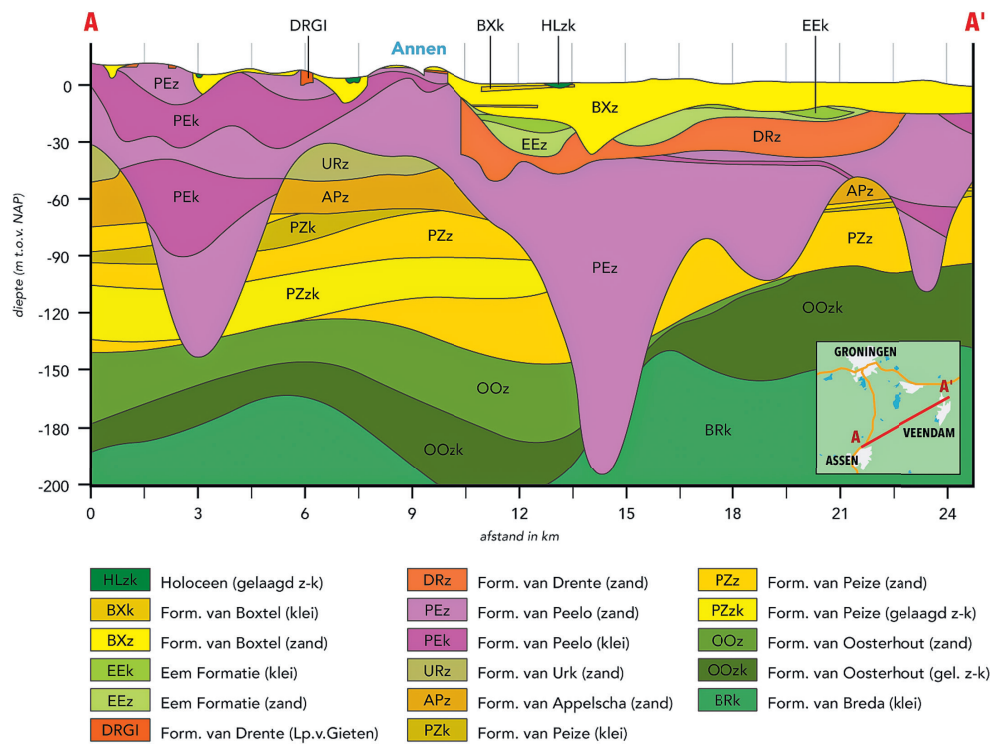 A
DRGl
Annen
BXk
HLzk
EEk
A'
diepte (m t.o.v. NAP)
0
-30
-60
-90
-120
-150
-180
-200
PEz
PEk
PEk
URz
APz
PZk
PZz
PZzk
OOz
OOzk
EEz
BXz
DRz
PEz
APz
PZz
OOzk
BRk
GRONINGEN
A'
A
VEENDAM
ASSEN
0 3 6 9 12 15 18 21 24
afstand in km
HLzk Holoceen (gelaagd z-k)
BXk Form. van Boxtel (klei)
BXz Form. van Boxtel (zand)
EEk Eem Formatie (klei)
EEz Eem Formatie (zand)
DRGl Form. van Drente (Lp.v.Gieten)
DRz Form. van Drente (zand)
PEz Form. van Peelo (zand)
PEk Form. van Peelo (klei)
URz Form. van Urk (zand)
APz Form. van Appelscha (zand)
PZk Form. van Peize (klei)
PZz Form. van Peize (zand)
PZzk Form. van Peize (gelaagd z-k)
OOz Form. van Oosterhout (zand)
OOzk Form. van Oosterhout (gel. z-k)
BRk Form. van Breda (klei)